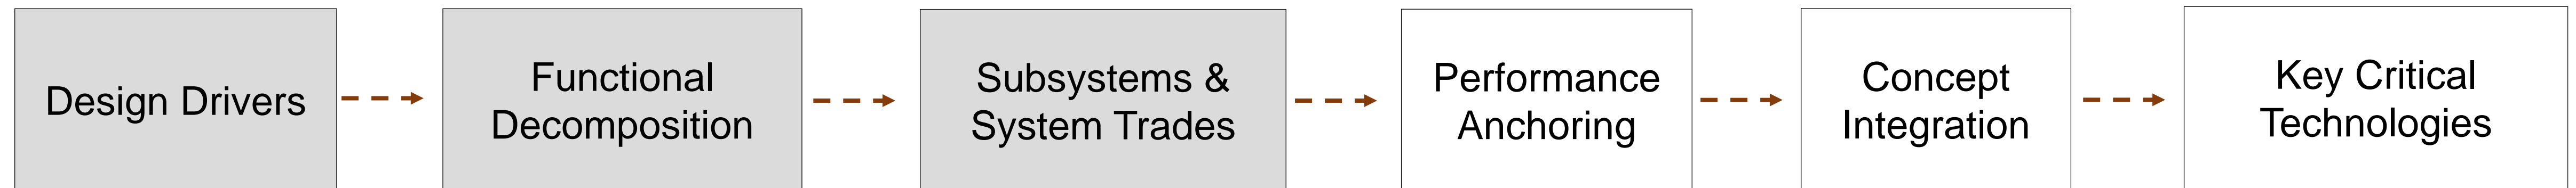 Design Drivers
Functional
Decomposition
Subsystems &
System Trades
Performance
Anchoring
Concept
Integration
Key Critical
Technologies